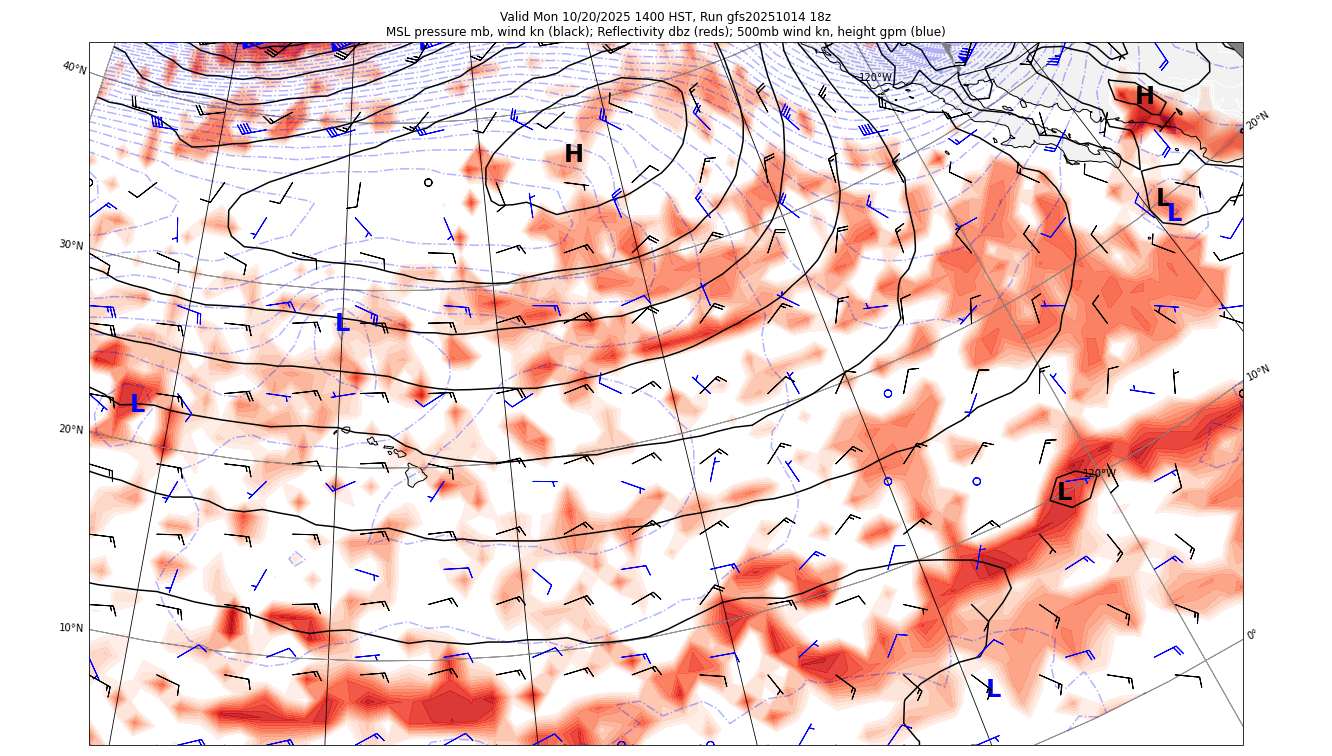 Valid Mon 10/20/2025 1400 HST, Run gfs20251014 18z
MSL pressure mb, wind kn (black); Reflectivity dbz (reds); 500mb wind kn, height gpm (blue)
40°N
120°W
H
20°N
H
L
L
30°N
L
10°N
L
20°N
120°W
L
10°N
0°
L